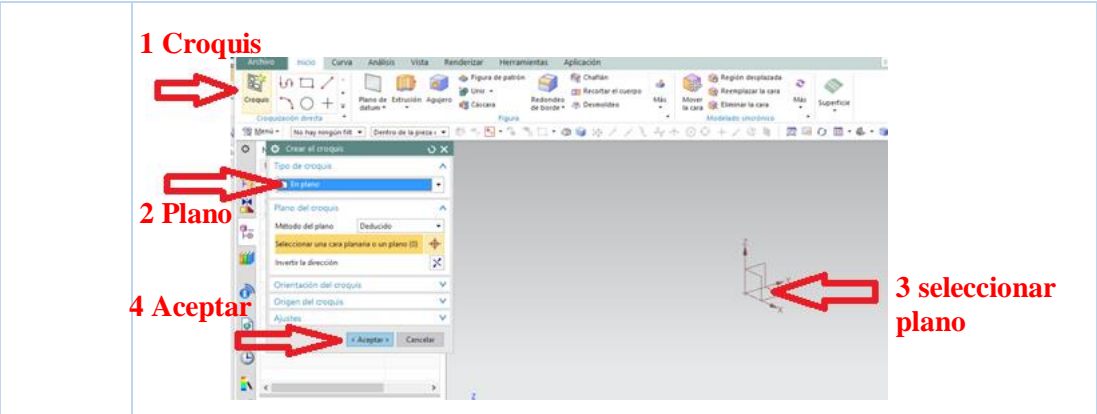 1 Croquis
Archivo Inicio Curva Análisis Vista Renderizar Herramientas Aplicación
Croquis
Plano de datum
Extrusión
Agujero
Figura de patrón
Unir
Cáscara
Redondeo de borde
Chaflán
Recortar el cuerpo
Desmoldeo
Más
Mover la cara
Región desplazada
Reemplazar la cara
Eliminar la cara
Más
Superficie
Croquización directa
Figura
Modelado sincrónico
Menú
No hay ningún filt
Dentro de la pieza
Crear el croquis
Tipo de croquis
En plano
2 Plano
Plano del croquis
Método del plano Deducido
Seleccionar una cara planaria o un plano (0)
Invertir la dirección
Orientación del croquis
Origen del croquis
4 Aceptar
Ajustes
< Aceptar > Cancelar
Z
Y
X
3 seleccionar
plano
Z